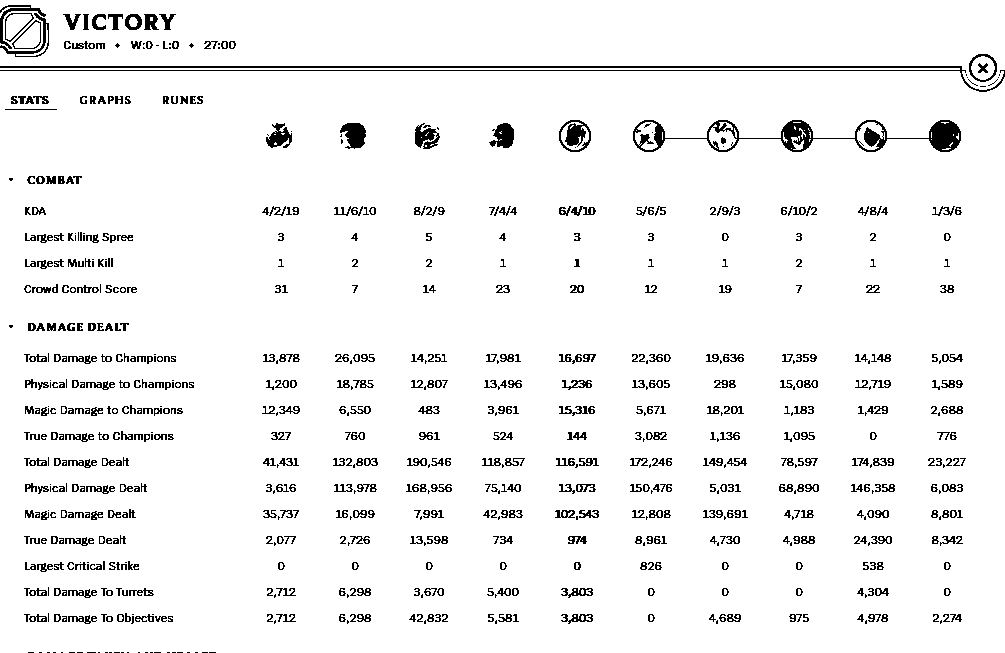 VICTORY
Custom • W:0 - L:0 • 27:00
STATS GRAPHS RUNES
COMBAT
KDA 4/2/19 11/6/10 8/2/9 7/4/4 6/4/10 5/6/5 2/9/3 6/10/2 4/8/4 1/3/6
Largest Killing Spree 3 4 5 4 3 3 0 3 2 0
Largest Multi Kill 1 2 2 1 1 1 1 2 1 1
Crowd Control Score 31 7 14 23 20 12 19 7 22 38
DAMAGE DEALT
Total Damage to Champions 13,878 26,095 14,251 17,981 16,697 22,360 19,636 17,359 14,148 5,054
Physical Damage to Champions 1,200 18,785 12,807 13,496 1,236 13,605 298 15,080 12,719 1,589
Magic Damage to Champions 12,349 6,550 483 3,961 15,316 5,671 18,201 1,183 1,429 2,688
True Damage to Champions 327 760 961 524 144 3,082 1,136 1,095 0 776
Total Damage Dealt 41,431 132,803 190,546 118,857 116,591 172,246 149,454 78,597 174,839 23,227
Physical Damage Dealt 3,616 113,978 168,956 75,140 13,073 150,476 5,031 68,890 146,358 6,083
Magic Damage Dealt 35,737 16,099 7,991 42,983 102,543 12,808 139,691 4,718 4,090 8,801
True Damage Dealt 2,077 2,726 13,598 734 974 8,961 4,730 4,988 24,390 8,342
Largest Critical Strike 0 0 0 0 0 826 0 0 538 0
Total Damage To Turrets 2,712 6,298 3,670 5,400 3,803 0 0 0 4,304 0
Total Damage To Objectives 2,712 6,298 42,832 5,581 3,803 0 4,689 975 4,978 2,274